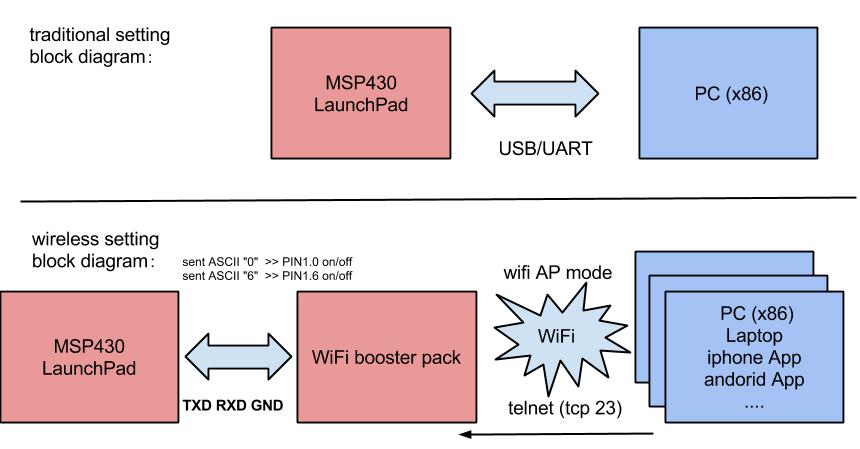 traditional setting
block diagram:
MSP430
LaunchPad
USB/UART
PC (x86)
wireless setting
block diagram:
sent ASCII "0" >> PIN1.0 on/off
sent ASCII "6" >> PIN1.6 on/off
MSP430
LaunchPad
TXD RXD GND
WiFi booster pack
wifi AP mode
WiFi
telnet (tcp 23)
PC (x86)
Laptop
iphone App
andorid App
....